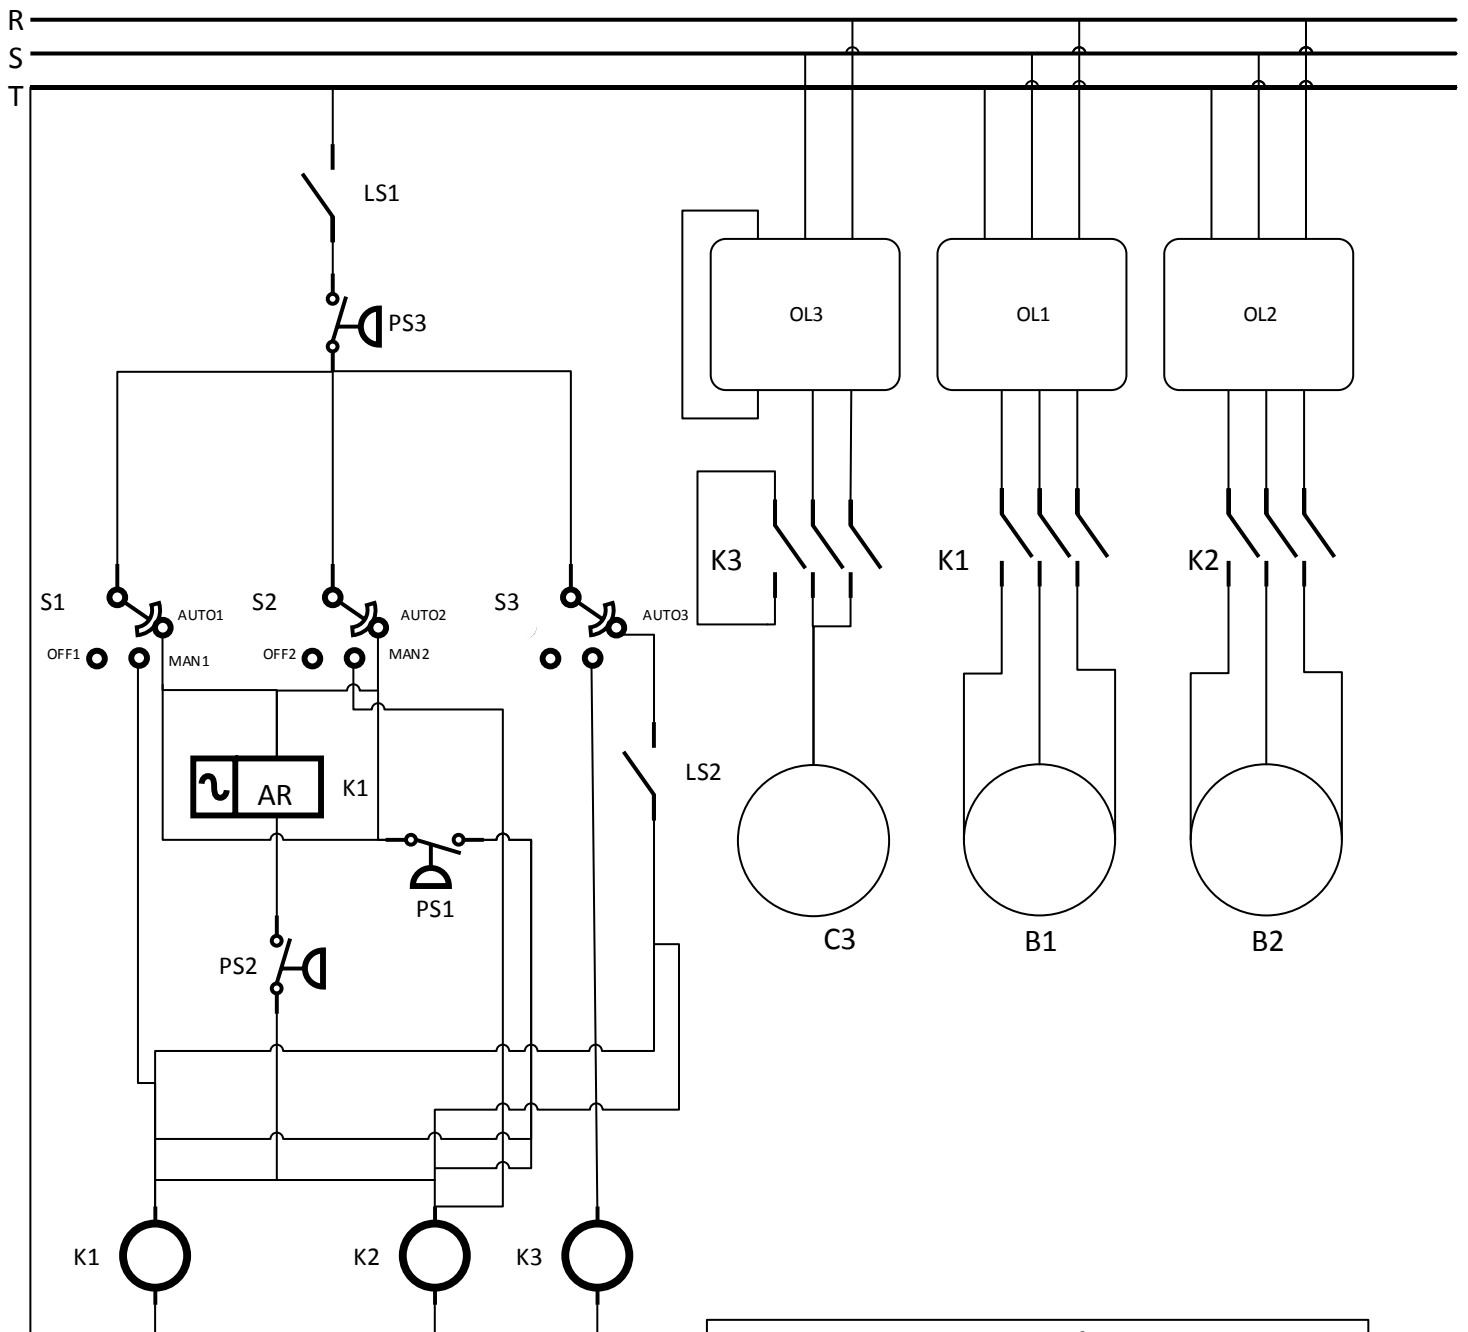 R
S
T
LS1
PS3
OL3
OL1
OL2
K3
K1
K2
S1
AUTO1
S2
AUTO2
S3
AUTO3
OFF1
MAN1
OFF2
MAN2
LS2
AR
K1
PS1
PS2
C3
B1
B2
K1
K2
K3